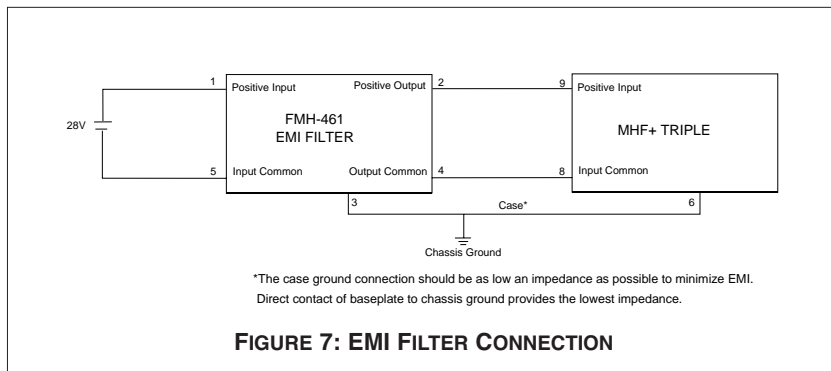 1
Positive Input
Positive Output
2
9
Positive Input
FMH-461
EMI FILTER
MHF+ TRIPLE
28V
5
Input Common
Output Common
4
8
Input Common
3
Case*
6
Chassis Ground
*The case ground connection should be as low an impedance as possible to minimize EMI.
Direct contact of baseplate to chassis ground provides the lowest impedance.
FIGURE 7: EMI FILTER CONNECTION